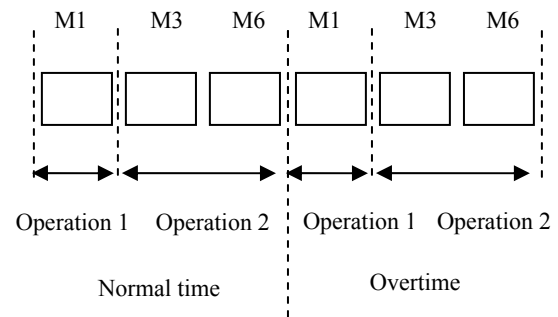 M1 M3 M6 M1 M3 M6
Operation 1 Operation 2 Operation 1 Operation 2
Normal time Overtime